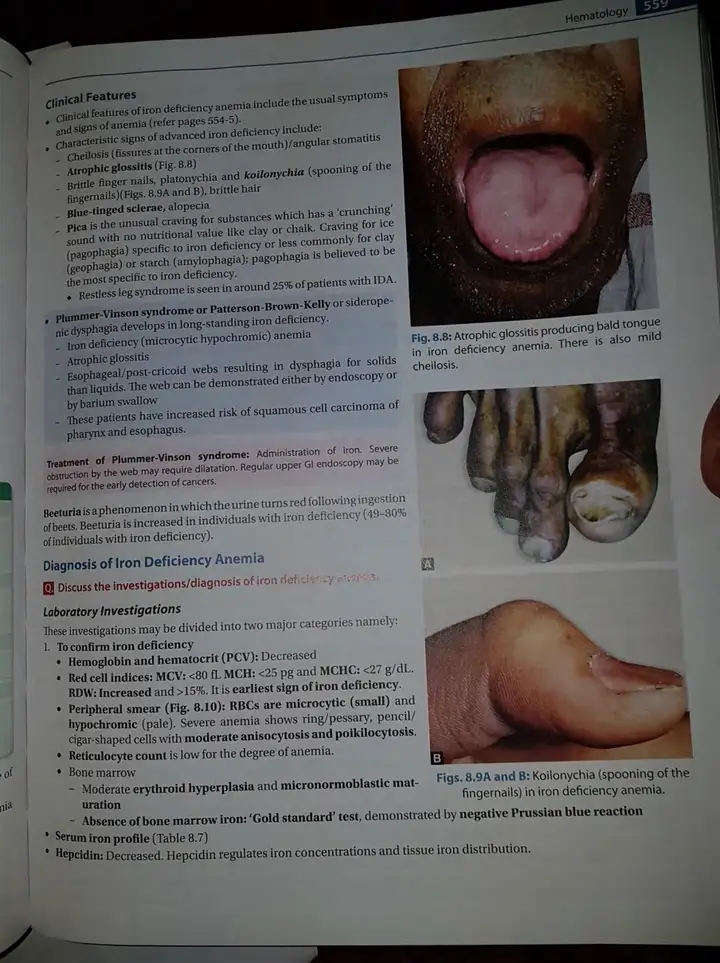 Hematology 559
Clinical Features
• Clinical features of iron deficiency anemia include the usual symptoms
and signs of anemia (refer pages 554-5).
• Characteristic signs of advanced iron deficiency include:
– Cheilosis (fissures at the corners of the mouth)/angular stomatitis
– Atrophic glossitis (Fig. 8.8)
– Brittle finger nails, platonychia and koilonychia (spooning of the
fingernails)(Figs. 8.9A and B), brittle hair
– Blue-tinged sclerae, alopecia
– Pica is the unusual craving for substances which has a ‘crunching’
sound with no nutritional value like clay or chalk. Craving for ice
(pagophagia) specific to iron deficiency or less commonly for clay
(geophagia) or starch (amylophagia); pagophagia is believed to be
the most specific to iron deficiency.
• Restless leg syndrome is seen in around 25% of patients with IDA.
• Plummer-Vinson syndrome or Patterson-Brown-Kelly or siderope-
nic dysphagia develops in long-standing iron deficiency.
– Iron deficiency (microcytic hypochromic) anemia
– Atrophic glossitis
– Esophageal/post-cricoid webs resulting in dysphagia for solids
than liquids. The web can be demonstrated either by endoscopy or
by barium swallow
– These patients have increased risk of squamous cell carcinoma of
pharynx and esophagus.
Treatment of Plummer-Vinson syndrome: Administration of iron. Severe
obstruction by the web may require dilatation. Regular upper GI endoscopy may be
required for the early detection of cancers.
Beeturia is a phenomenon in which the urine turns red following ingestion
of beets. Beeturia is increased in individuals with iron deficiency (49–80%
of individuals with iron deficiency).
Diagnosis of Iron Deficiency Anemia
Q. Discuss the investigations/diagnosis of iron deficiency anemia.
Laboratory Investigations
These investigations may be divided into two major categories namely:
1. To confirm iron deficiency
• Hemoglobin and hematocrit (PCV): Decreased
• Red cell indices: MCV: <80 fL MCH: <25 pg and MCHC: <27 g/dL.
RDW: Increased and >15%. It is earliest sign of iron deficiency.
• Peripheral smear (Fig. 8.10): RBCs are microcytic (small) and
hypochromic (pale). Severe anemia shows ring/pessary, pencil/
cigar-shaped cells with moderate anisocytosis and poikilocytosis.
• Reticulocyte count is low for the degree of anemia.
• Bone marrow
– Moderate erythroid hyperplasia and micronormoblastic mat-
uration
– Absence of bone marrow iron: ‘Gold standard’ test, demonstrated by negative Prussian blue reaction
• Serum iron profile (Table 8.7)
• Hepcidin: Decreased. Hepcidin regulates iron concentrations and tissue iron distribution.
Fig. 8.8: Atrophic glossitis producing bald tongue
in iron deficiency anemia. There is also mild
cheilosis.
A
B
Figs. 8.9A and B: Koilonychia (spooning of the
fingernails) in iron deficiency anemia.
of